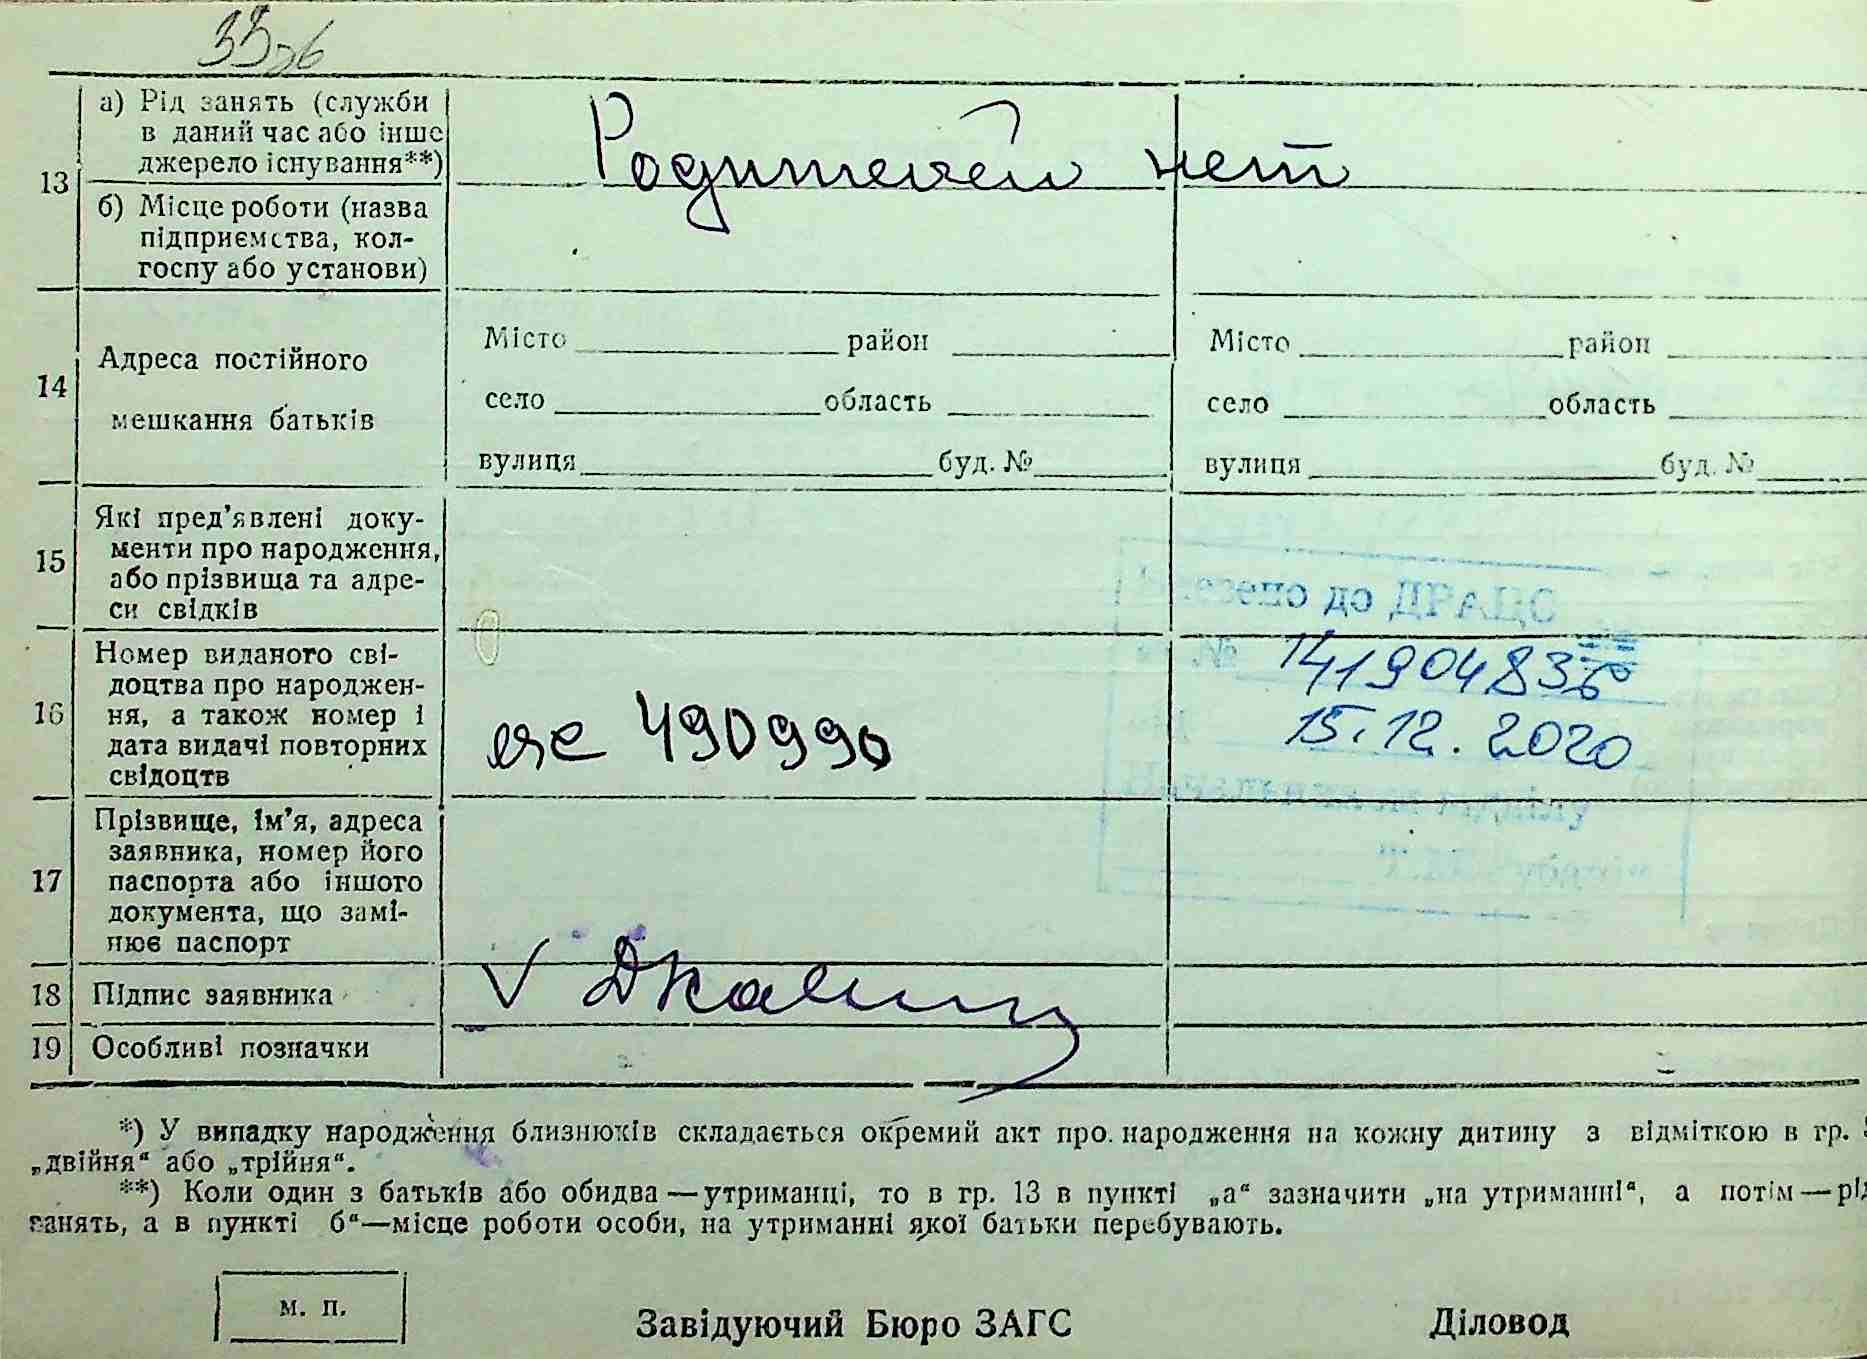 33об
13
а) Рід занять (служби
в даний час або інше
джерело існування**)
Родителей нет
б) Місце роботи (назва
підприємства, кол-
госпу або установи)
14
Адреса постійного
мешкання батьків
Місто район Місто район
село область село область
вулиця буд. № вулиця буд. №
15
Які пред’явлені доку-
менти про народження,
або прізвища та адре-
си свідків
Внесено до ДРАЦС
16
Номер виданого сві-
доцтва про народжен-
ня, а також номер і
дата видачі повторних
свідоцтв
490990
№ 141904836
15.12.2020
Начальник відділу
17
Прізвище, ім’я, адреса
заявника, номер його
паспорта або іншого
документа, що замі-
нює паспорт
18 Підпис заявника V
19 Особливі позначки
*) У випадку народження близнюків складається окремий акт про народження на кожну дитину з відміткою в гр.
„двійня“ або „трійня“.
**) Коли один з батьків або обидва—утриманці, то в гр. 13 в пункті „а“ зазначити „на утриманні“, а потім—рід
занять, а в пункті б“—місце роботи особи, на утриманні якої батьки перебувають.
м. п.
Завідуючий Бюро ЗАГС Діловод